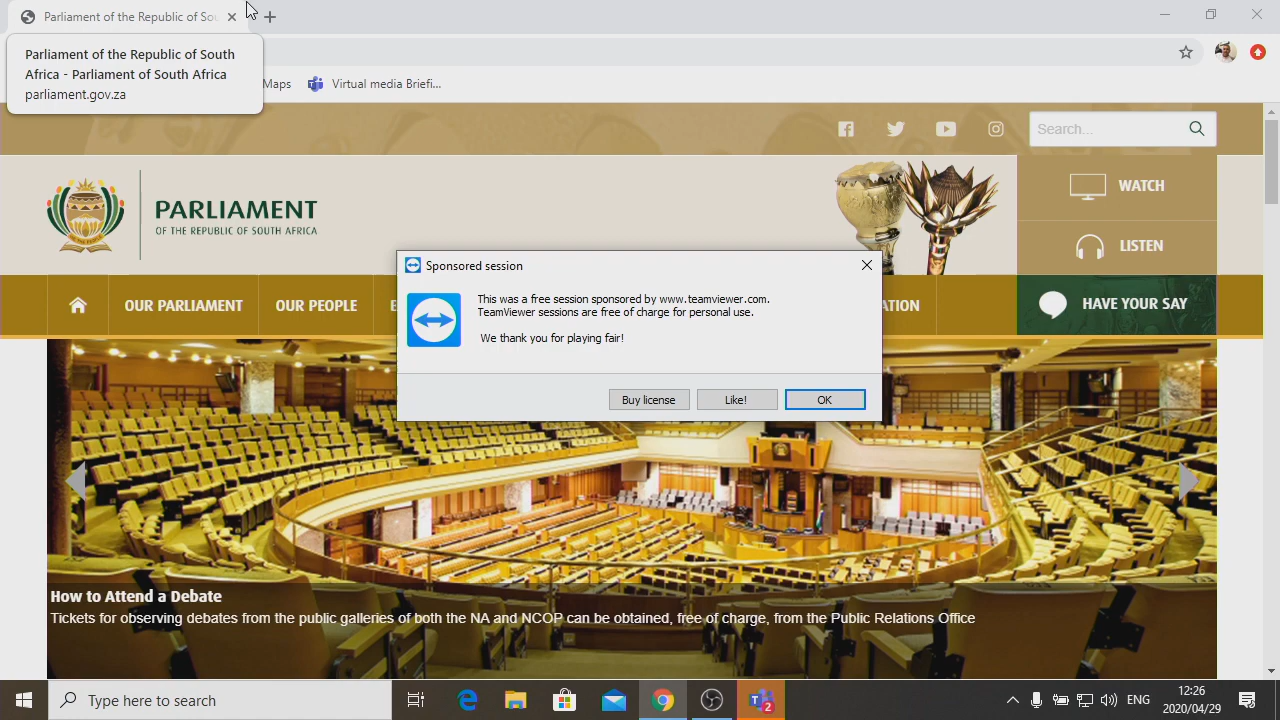 Parliament of the Republic of Sou
Parliament of the Republic of South
Africa - Parliament of South Africa
parliament.gov.za
Maps
Virtual media Briefi...
Search...
PARLIAMENT
OF THE REPUBLIC OF SOUTH AFRICA
WATCH
LISTEN
OUR PARLIAMENT
OUR PEOPLE
ATION
HAVE YOUR SAY
Sponsored session
This was a free session sponsored by www.teamviewer.com.
TeamViewer sessions are free of charge for personal use.
We thank you for playing fair!
Buy license
Like!
OK
How to Attend a Debate
Tickets for observing debates from the public galleries of both the NA and NCOP can be obtained, free of charge, from the Public Relations Office
Type here to search
2
ENG
12:26
2020/04/29